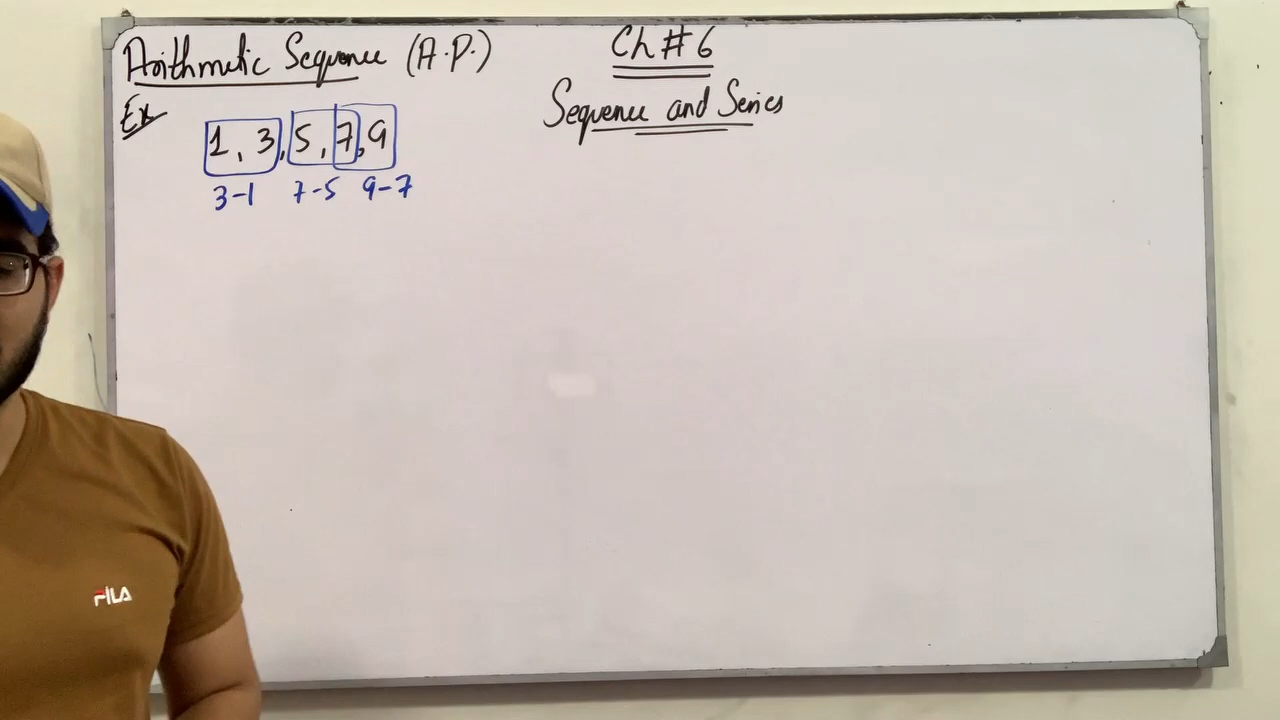 Arithmetic Sequence (A.P.)
Ch # 6
Sequence and Series
Ex
1, 3, 5, 7, 9
3-1 7-5 9-7
FILA